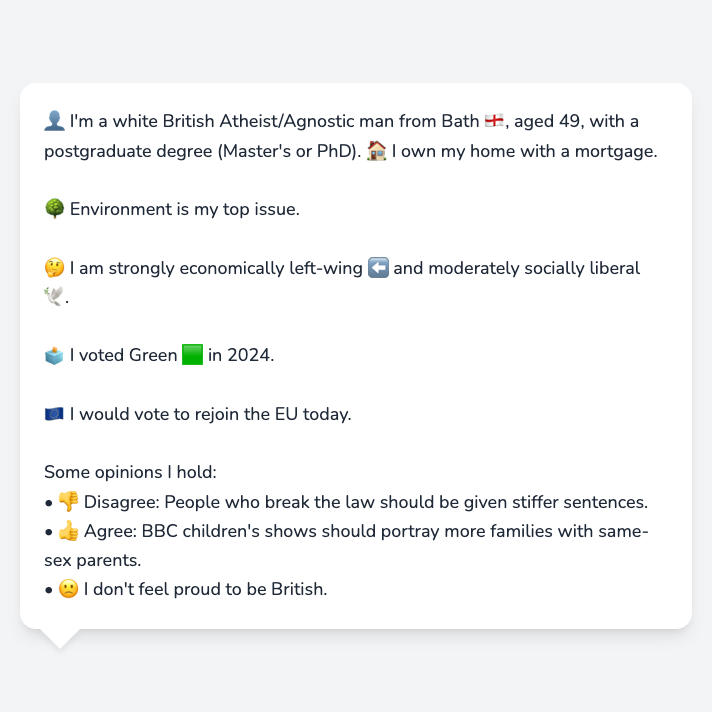 👤 I'm a white British Atheist/Agnostic man from Bath 🏴󠁧󠁢󠁥󠁮󠁧󠁿, aged 49, with a
postgraduate degree (Master's or PhD). 🏠 I own my home with a mortgage.
🌳 Environment is my top issue.
🤔 I am strongly economically left-wing ⬅️ and moderately socially liberal
🕊️.
🗳️ I voted Green 🟩 in 2024.
🇪🇺 I would vote to rejoin the EU today.
Some opinions I hold:
• 👎 Disagree: People who break the law should be given stiffer sentences.
• 👍 Agree: BBC children's shows should portray more families with same-
sex parents.
• 🙁 I don't feel proud to be British.